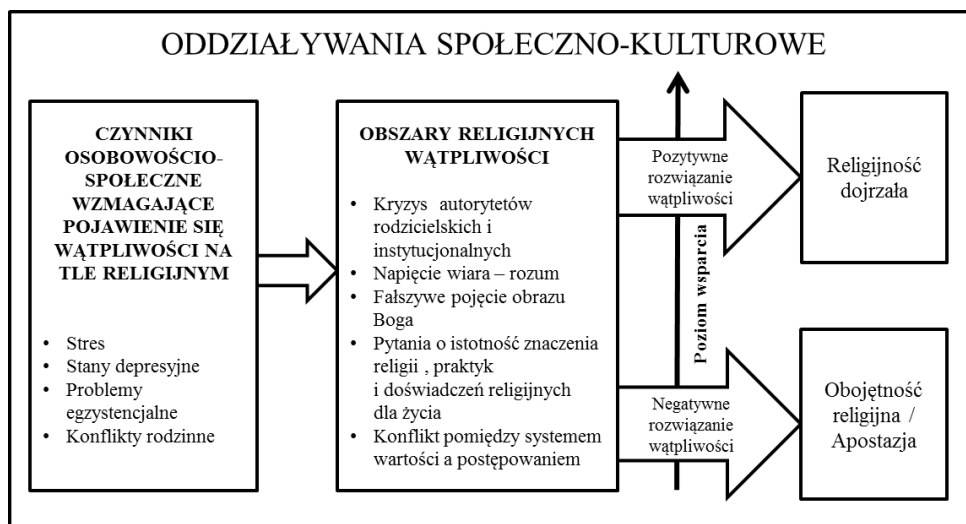 ODDZIAŁYWANIA SPOŁECZNO-KULTUROWE
CZYNNIKI
OSOBOWOŚCIO-
SPOŁECZNE
WZMAGAJĄCE
POJAWIENIE SIĘ
WĄTPLIWOŚCI NA
TLE RELIGIJNYM
• Stres
• Stany depresyjne
• Problemy
egzystencjalne
• Konflikty rodzinne
OBSZARY RELIGIJNYCH
WĄTPLIWOŚCI
• Kryzys autorytetów
rodzicielskich i
instytucjonalnych
• Napięcie wiara – rozum
• Fałszywe pojęcie obrazu
Boga
• Pytania o istotność znaczenia
religii , praktyk
i doświadczeń religijnych
dla życia
• Konflikt pomiędzy systemem
wartości a postępowaniem
Pozytywne
rozwiązanie
wątpliwości
Poziom wsparcia
Negatywne
rozwiązanie
wątpliwości
Religijność
dojrzała
Obojętność
religijna /
Apostazja